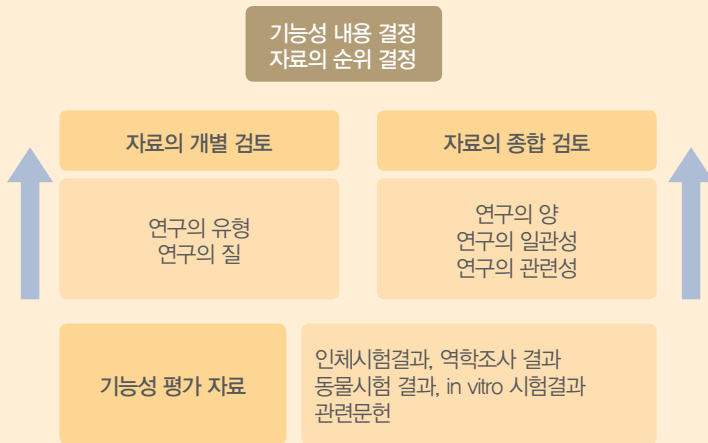 기능성 내용 결정
자료의 순위 결정
자료의 개별 검토
자료의 종합 검토
연구의 유형
연구의 질
연구의 양
연구의 일관성
연구의 관련성
기능성 평가 자료
인체시험결과, 역학조사 결과
동물시험 결과, in vitro 시험결과
관련문헌